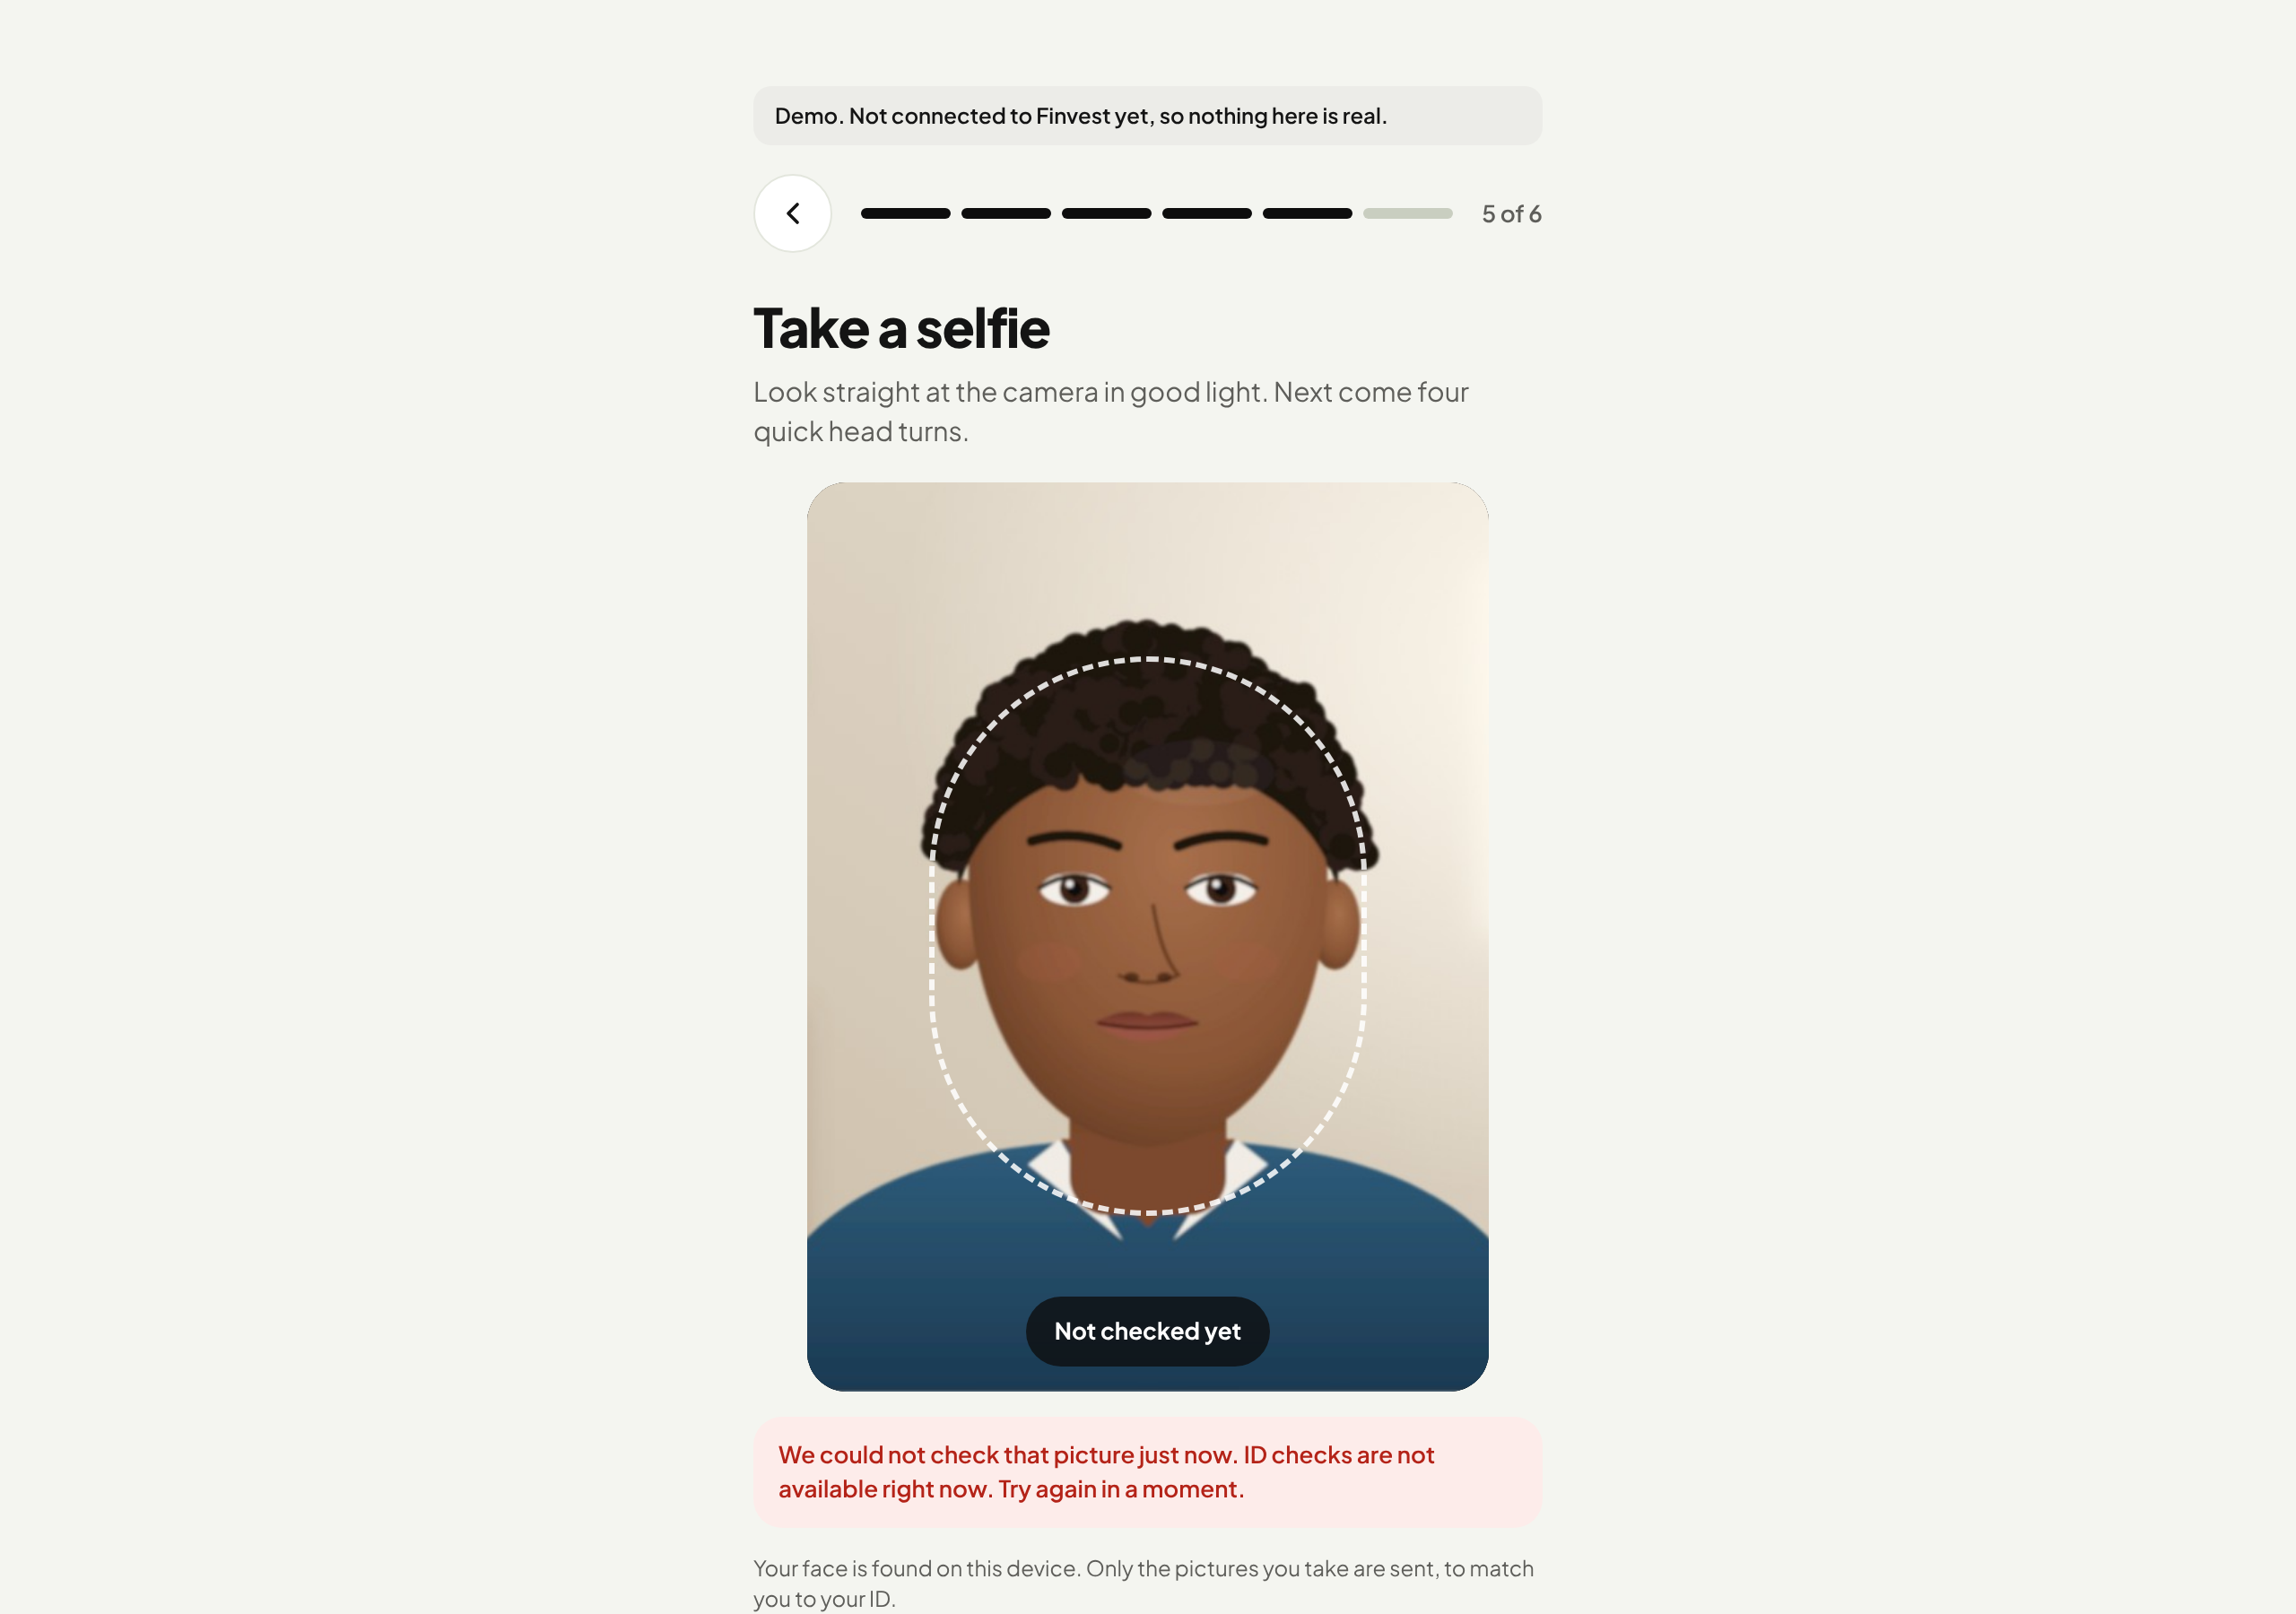 Demo. Not connected to Finvest yet, so nothing here is real.
5 of 6
Take a selfie
Look straight at the camera in good light. Next come four
quick head turns.
Not checked yet
We could not check that picture just now. ID checks are not
available right now. Try again in a moment.
Your face is found on this device. Only the pictures you take are sent, to match
you to your ID.